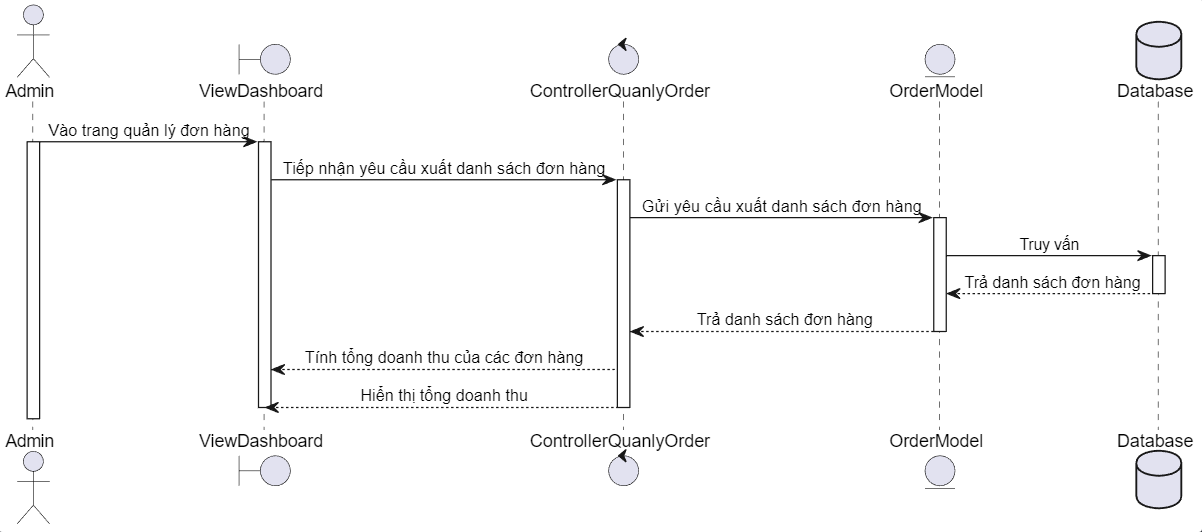 Admin
ViewDashboard
ControllerQuanlyOrder
OrderModel
Database
Vào trang quản lý đơn hàng
Tiếp nhận yêu cầu xuất danh sách đơn hàng
Gửi yêu cầu xuất danh sách đơn hàng
Truy vấn
Trả danh sách đơn hàng
Trả danh sách đơn hàng
Tính tổng doanh thu của các đơn hàng
Hiển thị tổng doanh thu
Admin
ViewDashboard
ControllerQuanlyOrder
OrderModel
Database